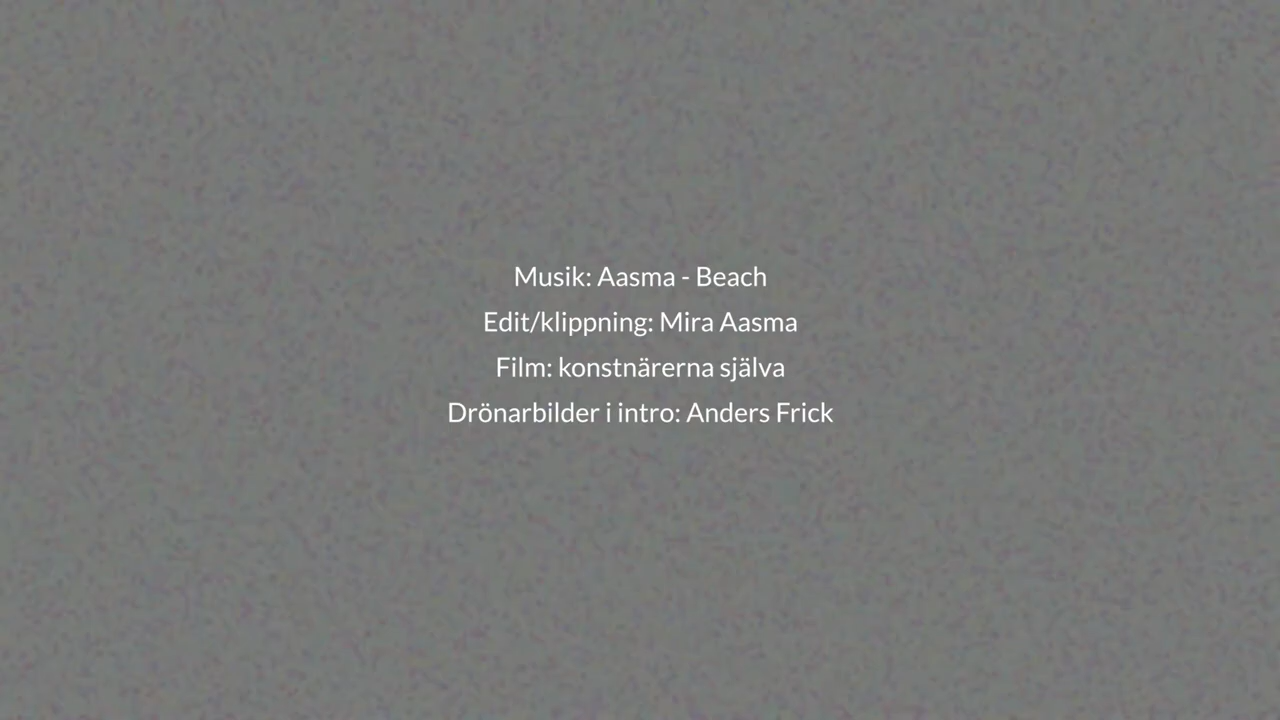 Musik: Aasma - Beach
Edit/klippning: Mira Aasma
Film: konstnärerna själva
Drönarbilder i intro: Anders Frick